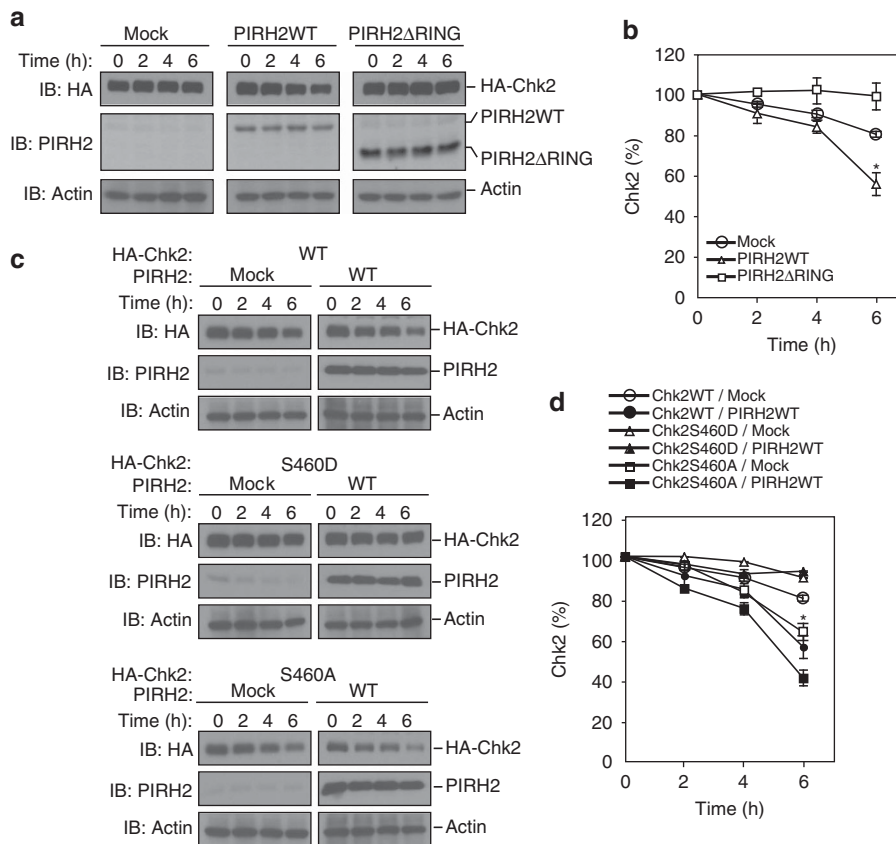 a
Mock PIRH2WT PIRH2ΔRING
Time (h): 0 2 4 6 0 2 4 6 0 2 4 6
IB: HA HA-Chk2
IB: PIRH2 PIRH2WT
PIRH2ΔRING
IB: Actin Actin
b
120
100
80
60
40
20
0
Chk2 (%)
*
Mock
PIRH2WT
PIRH2ΔRING
0 2 4 6
Time (h)
c
HA-Chk2: WT
PIRH2: Mock WT
Time (h): 0 2 4 6 0 2 4 6
IB: HA HA-Chk2
IB: PIRH2 PIRH2
IB: Actin Actin
HA-Chk2: S460D
PIRH2: Mock WT
Time (h): 0 2 4 6 0 2 4 6
IB: HA HA-Chk2
IB: PIRH2 PIRH2
IB: Actin Actin
HA-Chk2: S460A
PIRH2: Mock WT
Time (h): 0 2 4 6 0 2 4 6
IB: HA HA-Chk2
IB: PIRH2 PIRH2
IB: Actin Actin
d
Chk2WT / Mock
Chk2WT / PIRH2WT
Chk2S460D / Mock
Chk2S460D / PIRH2WT
Chk2S460A / Mock
Chk2S460A / PIRH2WT
120
100
80
60
40
20
0
Chk2 (%)
*
0 2 4 6
Time (h)